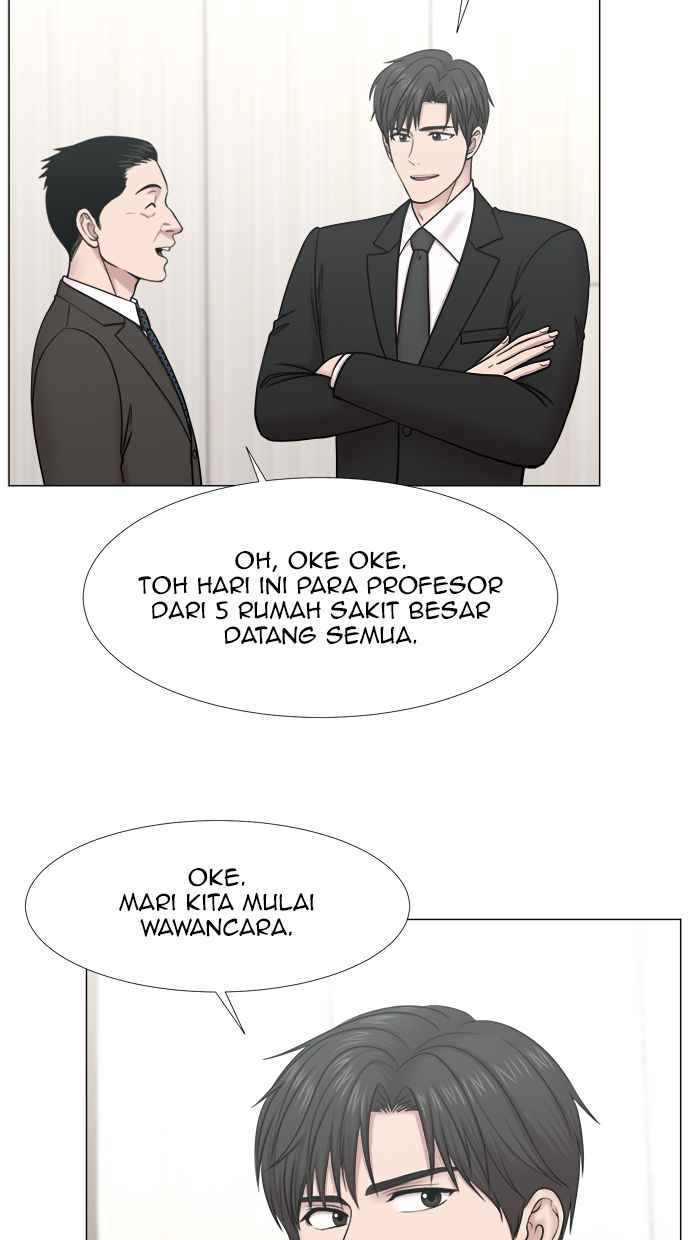 OH, OKE OKE.
TOH HARI INI PARA PROFESOR
DARI 5 RUMAH SAKIT BESAR
DATANG SEMUA.
OKE.
MARI KITA MULAI
WAWANCARA.